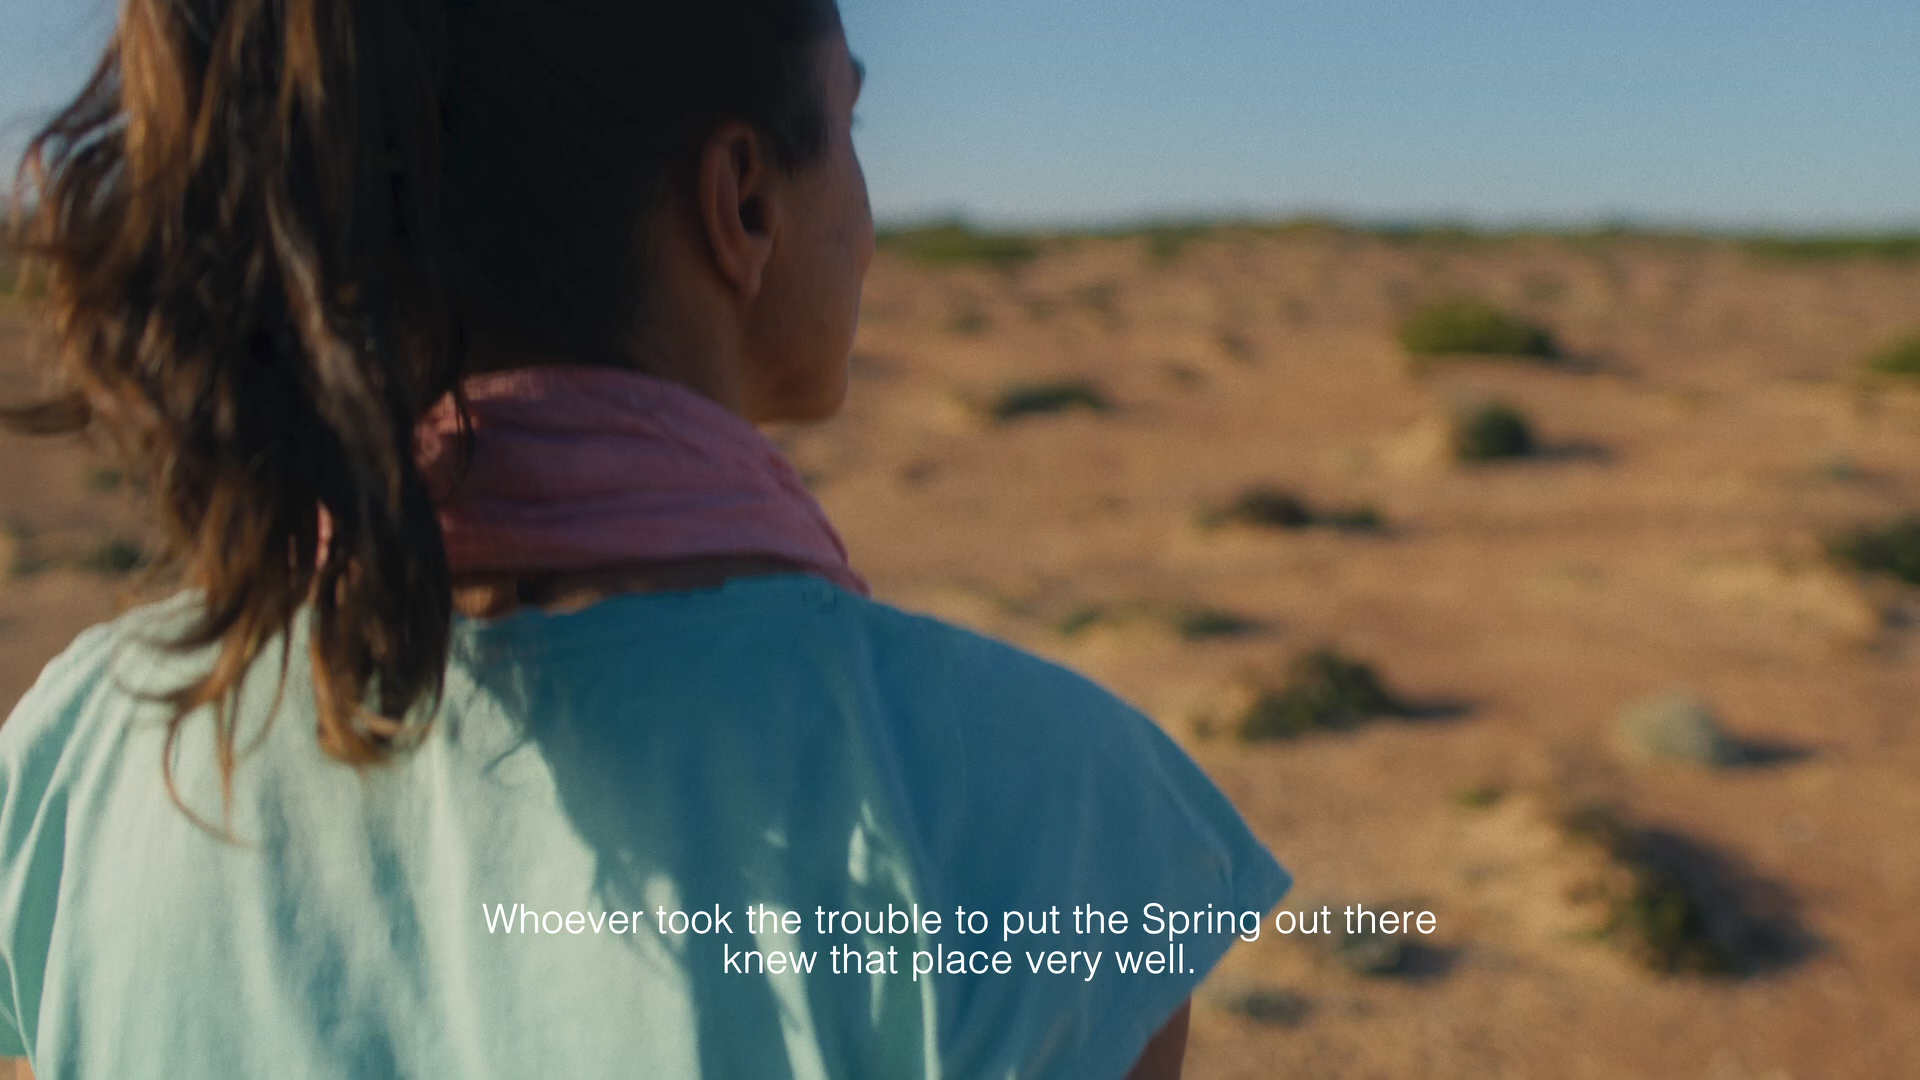 Whoever took the trouble to put the Spring out there
knew that place very well.